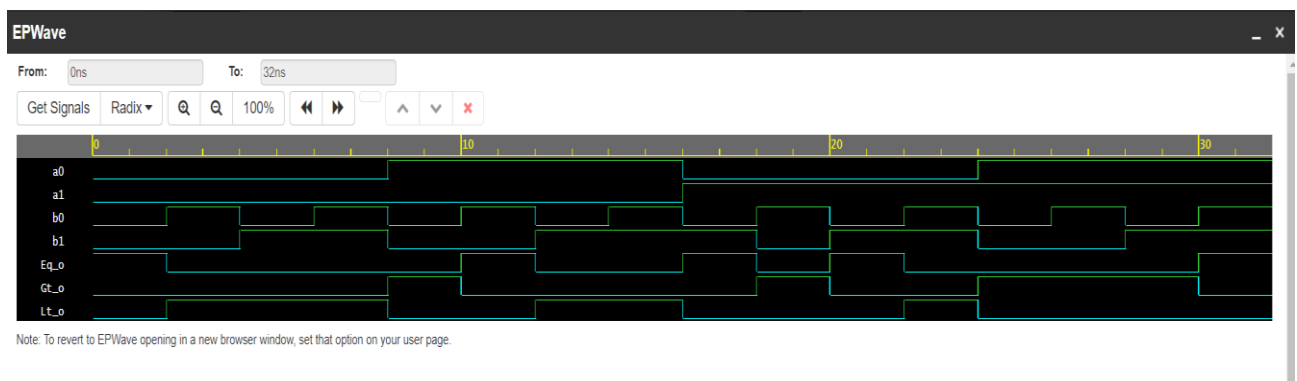 EPWave
From: 0ns To: 32ns
Get Signals Radix 100%
0 10 20 30
a0
a1
b0
b1
Eq_o
Gt_o
Lt_o
Note: To revert to EPWave opening in a new browser window, set that option on your user page.